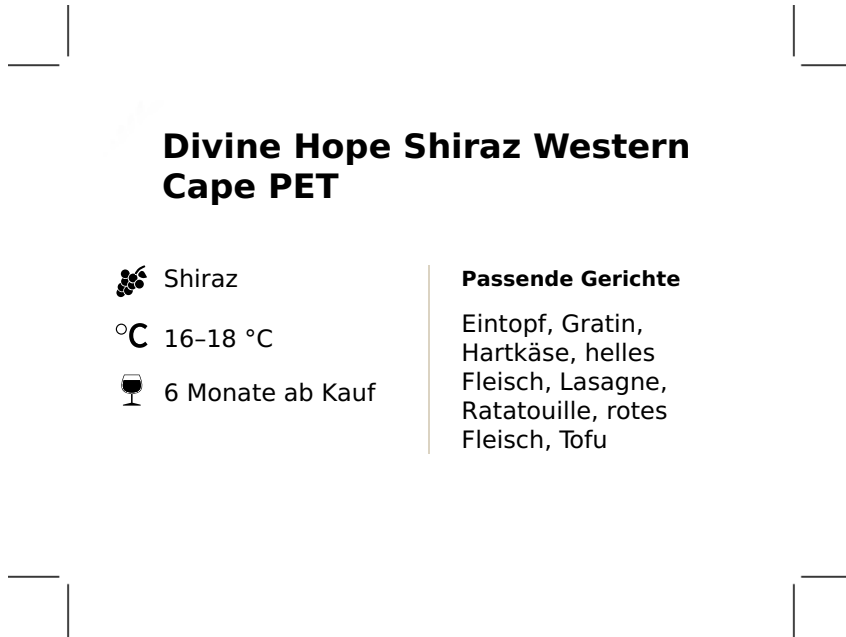 Divine Hope Shiraz Western
Cape PET
Shiraz
°C 16–18 °C
6 Monate ab Kauf
Passende Gerichte
Eintopf, Gratin,
Hartkäse, helles
Fleisch, Lasagne,
Ratatouille, rotes
Fleisch, Tofu